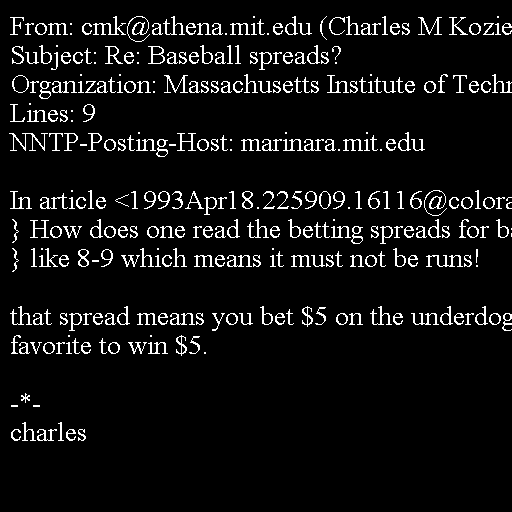 From: cmk@athena.mit.edu (Charles M Kozie
Subject: Re: Baseball spreads?
Organization: Massachusetts Institute of Techn
Lines: 9
NNTP-Posting-Host: marinara.mit.edu
In article <1993Apr18.225909.16116@colora
} How does one read the betting spreads for ba
} like 8-9 which means it must not be runs!
that spread means you bet $5 on the underdog
favorite to win $5.
-*-
charles